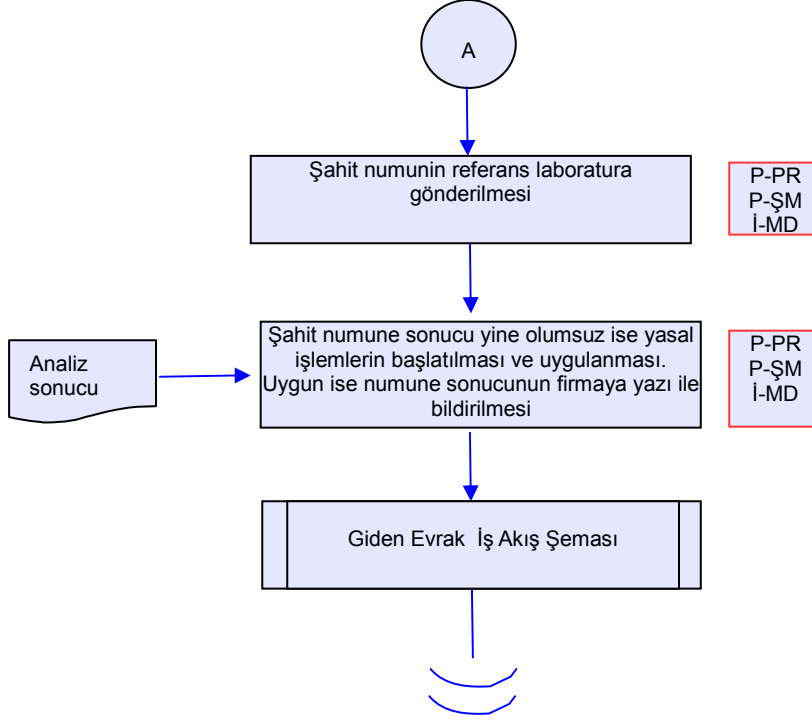 A
Şahit numunin referans laboratura
gönderilmesi
P-PR
P-ŞM
İ-MD
Analiz
sonucu
Şahit numune sonucu yine olumsuz ise yasal
işlemlerin başlatılması ve uygulanması.
Uygun ise numune sonucunun firmaya yazı ile
bildirilmesi
P-PR
P-ŞM
İ-MD
Giden Evrak İş Akış Şeması